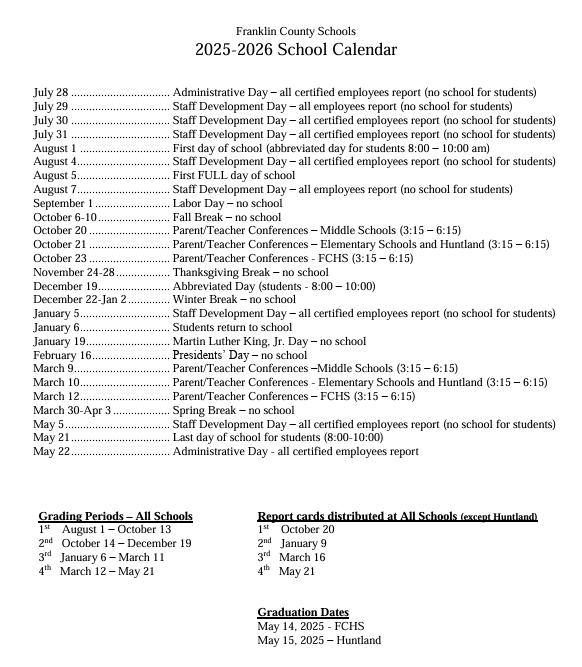 Franklin County Schools
2025-2026 School Calendar
July 28 .................................. Administrative Day – all certified employees report (no school for students)
July 29 .................................. Staff Development Day – all employees report (no school for students)
July 30 .................................. Staff Development Day – all certified employees report (no school for students)
July 31 .................................. Staff Development Day – all certified employees report (no school for students)
August 1 ................................ First day of school (abbreviated day for students 8:00 – 10:00 am)
August 4................................ Staff Development Day – all certified employees report (no school for students)
August 5................................ First FULL day of school
August 7................................ Staff Development Day – all employees report (no school for students)
September 1.......................... Labor Day – no school
October 6-10......................... Fall Break – no school
October 20 ............................ Parent/Teacher Conferences – Middle Schools (3:15 – 6:15)
October 21 ............................ Parent/Teacher Conferences – Elementary Schools and Huntland (3:15 – 6:15)
October 23 ............................ Parent/Teacher Conferences - FCHS (3:15 – 6:15)
November 24-28.................. Thanksgiving Break – no school
December 19......................... Abbreviated Day (students - 8:00 – 10:00)
December 22-Jan 2.............. Winter Break – no school
January 5............................... Staff Development Day – all certified employees report (no school for students)
January 6............................... Students return to school
January 19............................. Martin Luther King, Jr. Day – no school
February 16........................... Presidents’ Day – no school
March 9................................. Parent/Teacher Conferences –Middle Schools (3:15 – 6:15)
March 10............................... Parent/Teacher Conferences - Elementary Schools and Huntland (3:15 – 6:15)
March 12............................... Parent/Teacher Conferences – FCHS (3:15 – 6:15)
March 30-Apr 3 ................... Spring Break – no school
May 5.................................... Staff Development Day – all certified employees report (no school for students)
May 21.................................. Last day of school for students (8:00-10:00)
May 22.................................. Administrative Day - all certified employees report
Grading Periods – All Schools
1st August 1 – October 13
2nd October 14 – December 19
3rd January 6 – March 11
4th March 12 – May 21
Report cards distributed at All Schools (except Huntland)
1st October 20
2nd January 9
3rd March 16
4th May 21
Graduation Dates
May 14, 2025 - FCHS
May 15, 2025 – Huntland